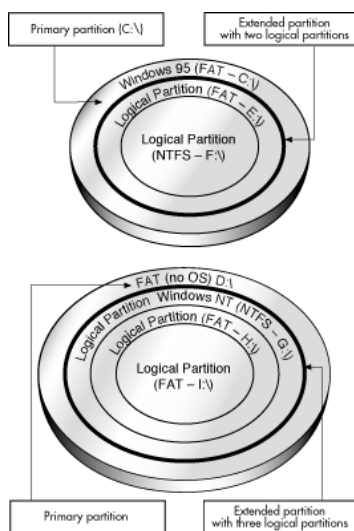 Primary partition (C:\)
Extended partition
with two logical partitions
Windows 95 (FAT – C:\)
Logical Partition (FAT – E:\)
Logical Partition
(NTFS – F:\)
FAT (no OS) D:\
Logical Partition Windows NT (NTFS – G:\)
Logical Partition (FAT – H:\)
Logical Partition
(FAT – I:\)
Primary partition
Extended partition
with three logical partitions